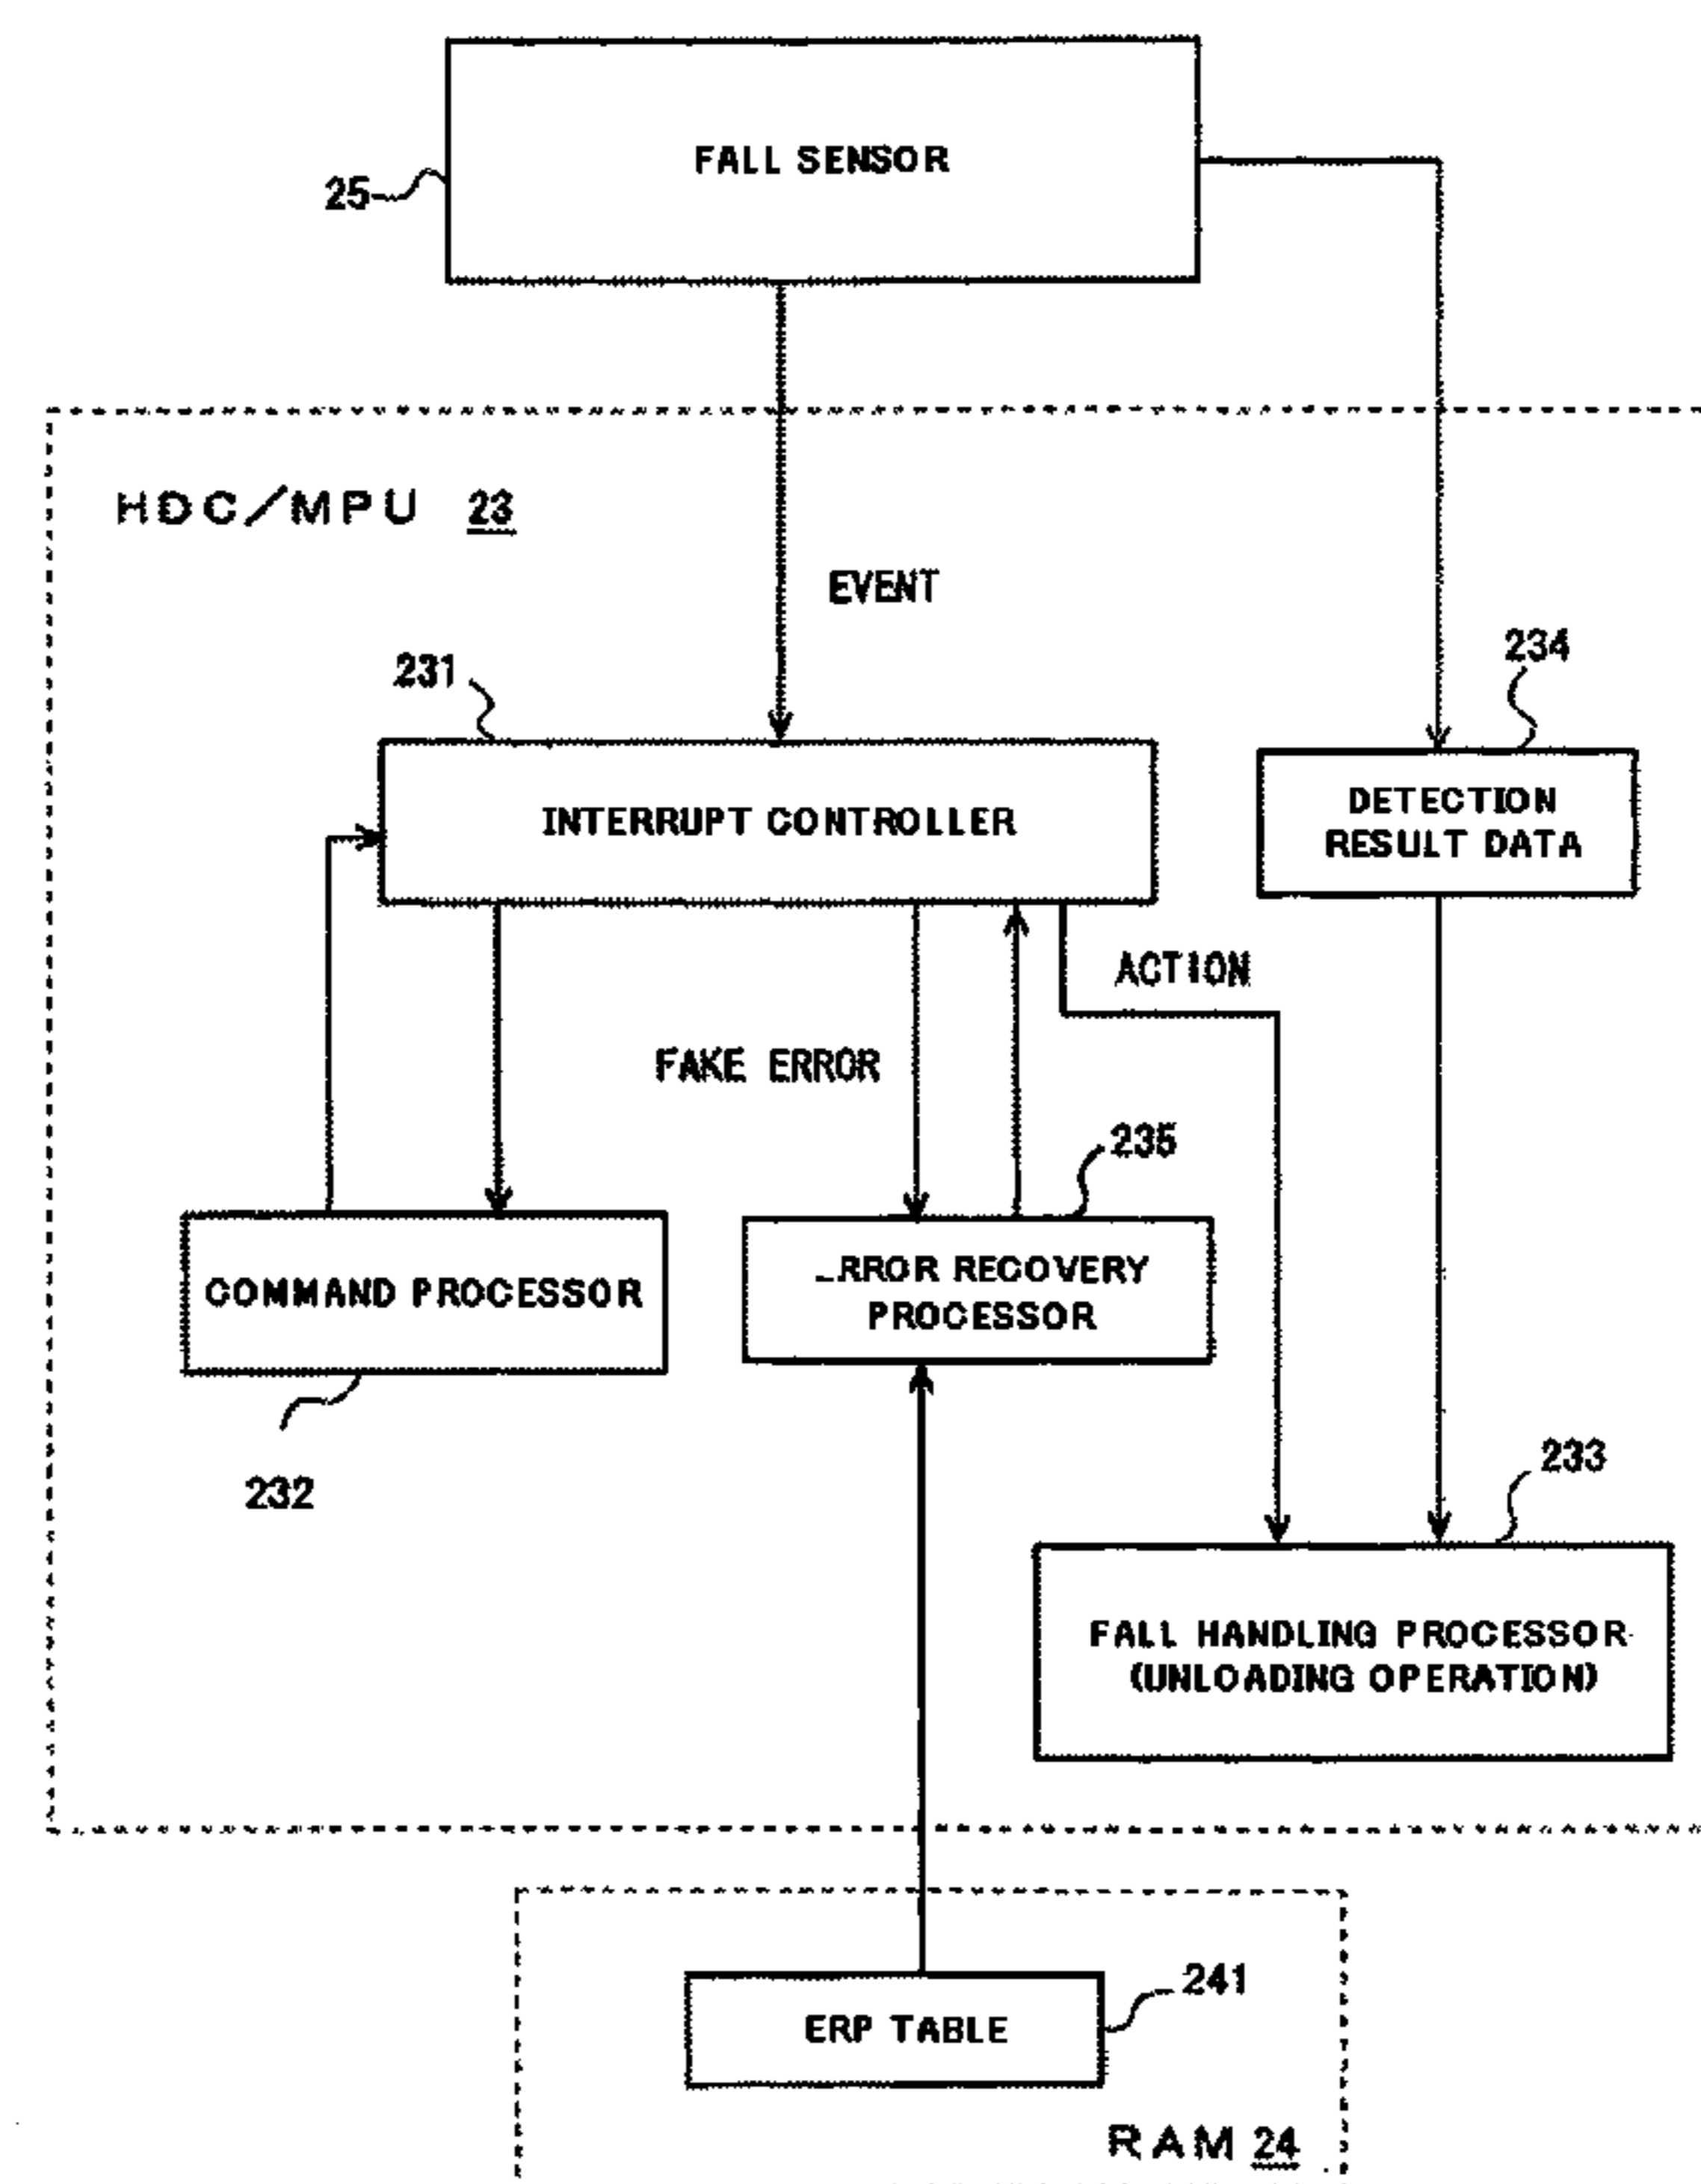 FALL SENSOR
25
HDC/MPU 23
EVENT
231
234
INTERRUPT CONTROLLER
DETECTION
RESULT DATA
ACTION
FAKE ERROR
235
COMMAND PROCESSOR
RROR RECOVERY
PROCESSOR
232
233
FALL HANDLING PROCESSOR
(UNLOADING OPERATION)
241
ERP TABLE
RAM 24